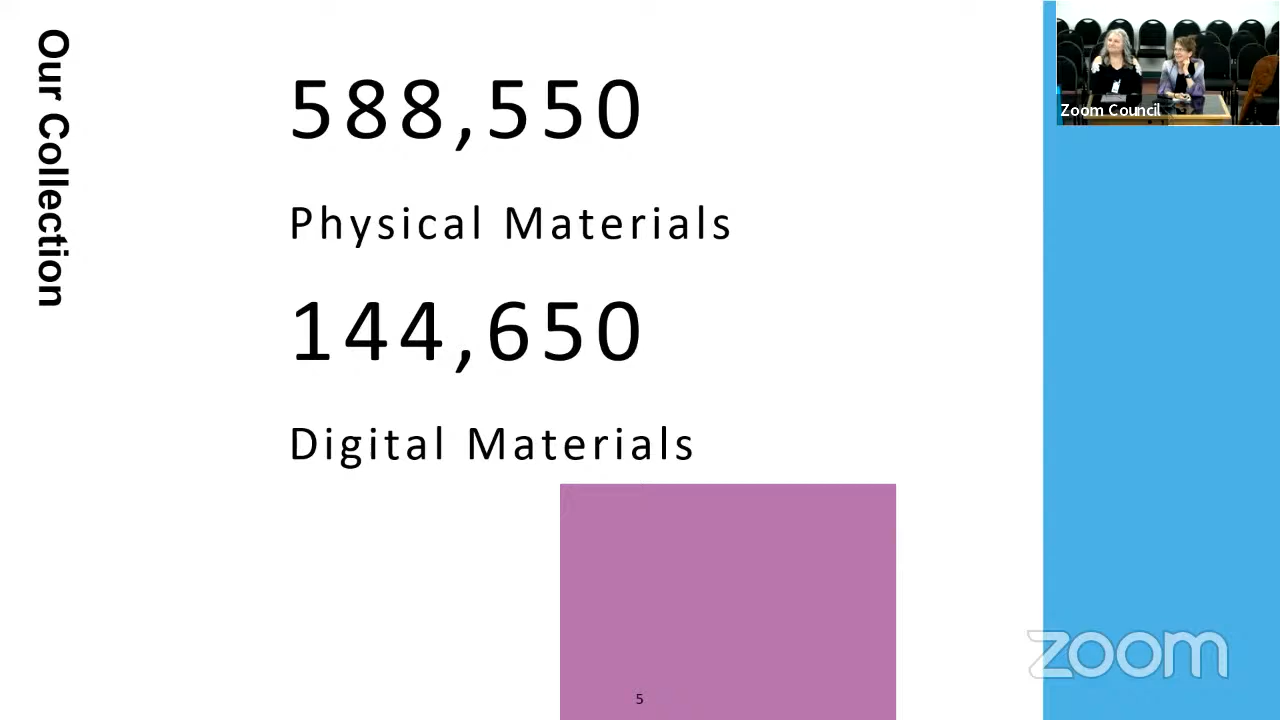 Our Collection
588,550
Physical Materials
144,650
Digital Materials
5
Zoom Council
zoom